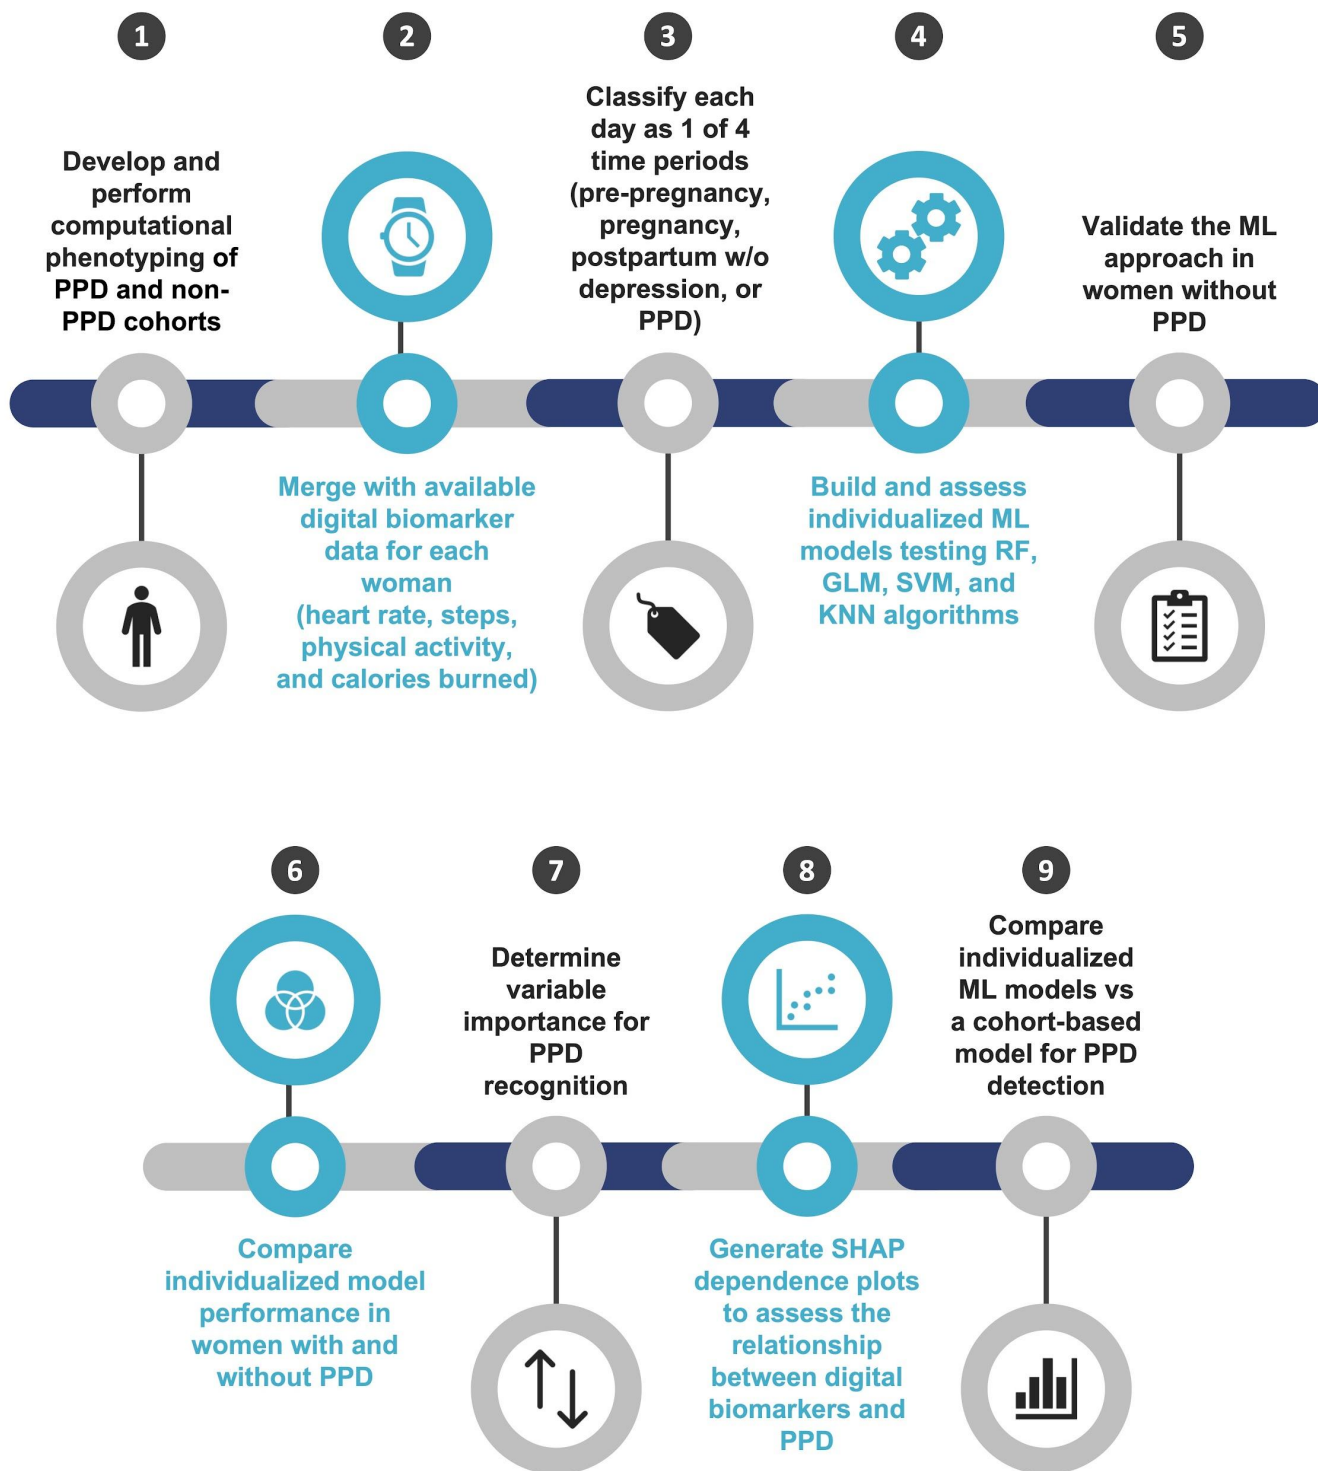 1
Develop and
perform
computational
phenotyping of
PPD and non-
PPD cohorts
2
Merge with available
digital biomarker
data for each
woman
(heart rate, steps,
physical activity,
and calories burned)
3
Classify each
day as 1 of 4
time periods
(pre-pregnancy,
pregnancy,
postpartum w/o
depression, or
PPD)
4
Build and assess
individualized ML
models testing RF,
GLM, SVM, and
KNN algorithms
5
Validate the ML
approach in
women without
PPD
6
Compare
individualized model
performance in
women with and
without PPD
7
Determine
variable
importance for
PPD
recognition
8
Generate SHAP
dependence plots
to assess the
relationship
between digital
biomarkers and
PPD
9
Compare
individualized
ML models vs
a cohort-based
model for PPD
detection